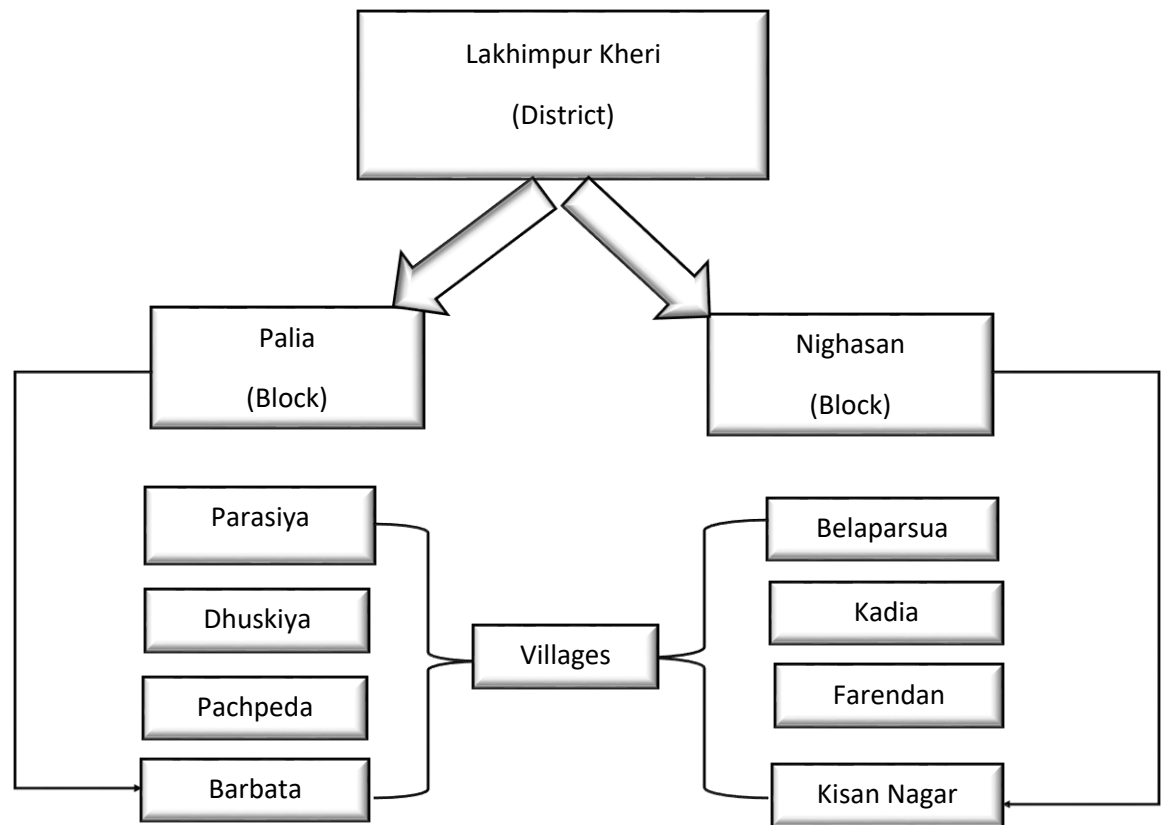 Lakhimpur Kheri
(District)
Palia
(Block)
Nighasan
(Block)
Parasiya
Dhuskiya
Pachpeda
Barbata
Villages
Belaparsua
Kadia
Farendan
Kisan Nagar